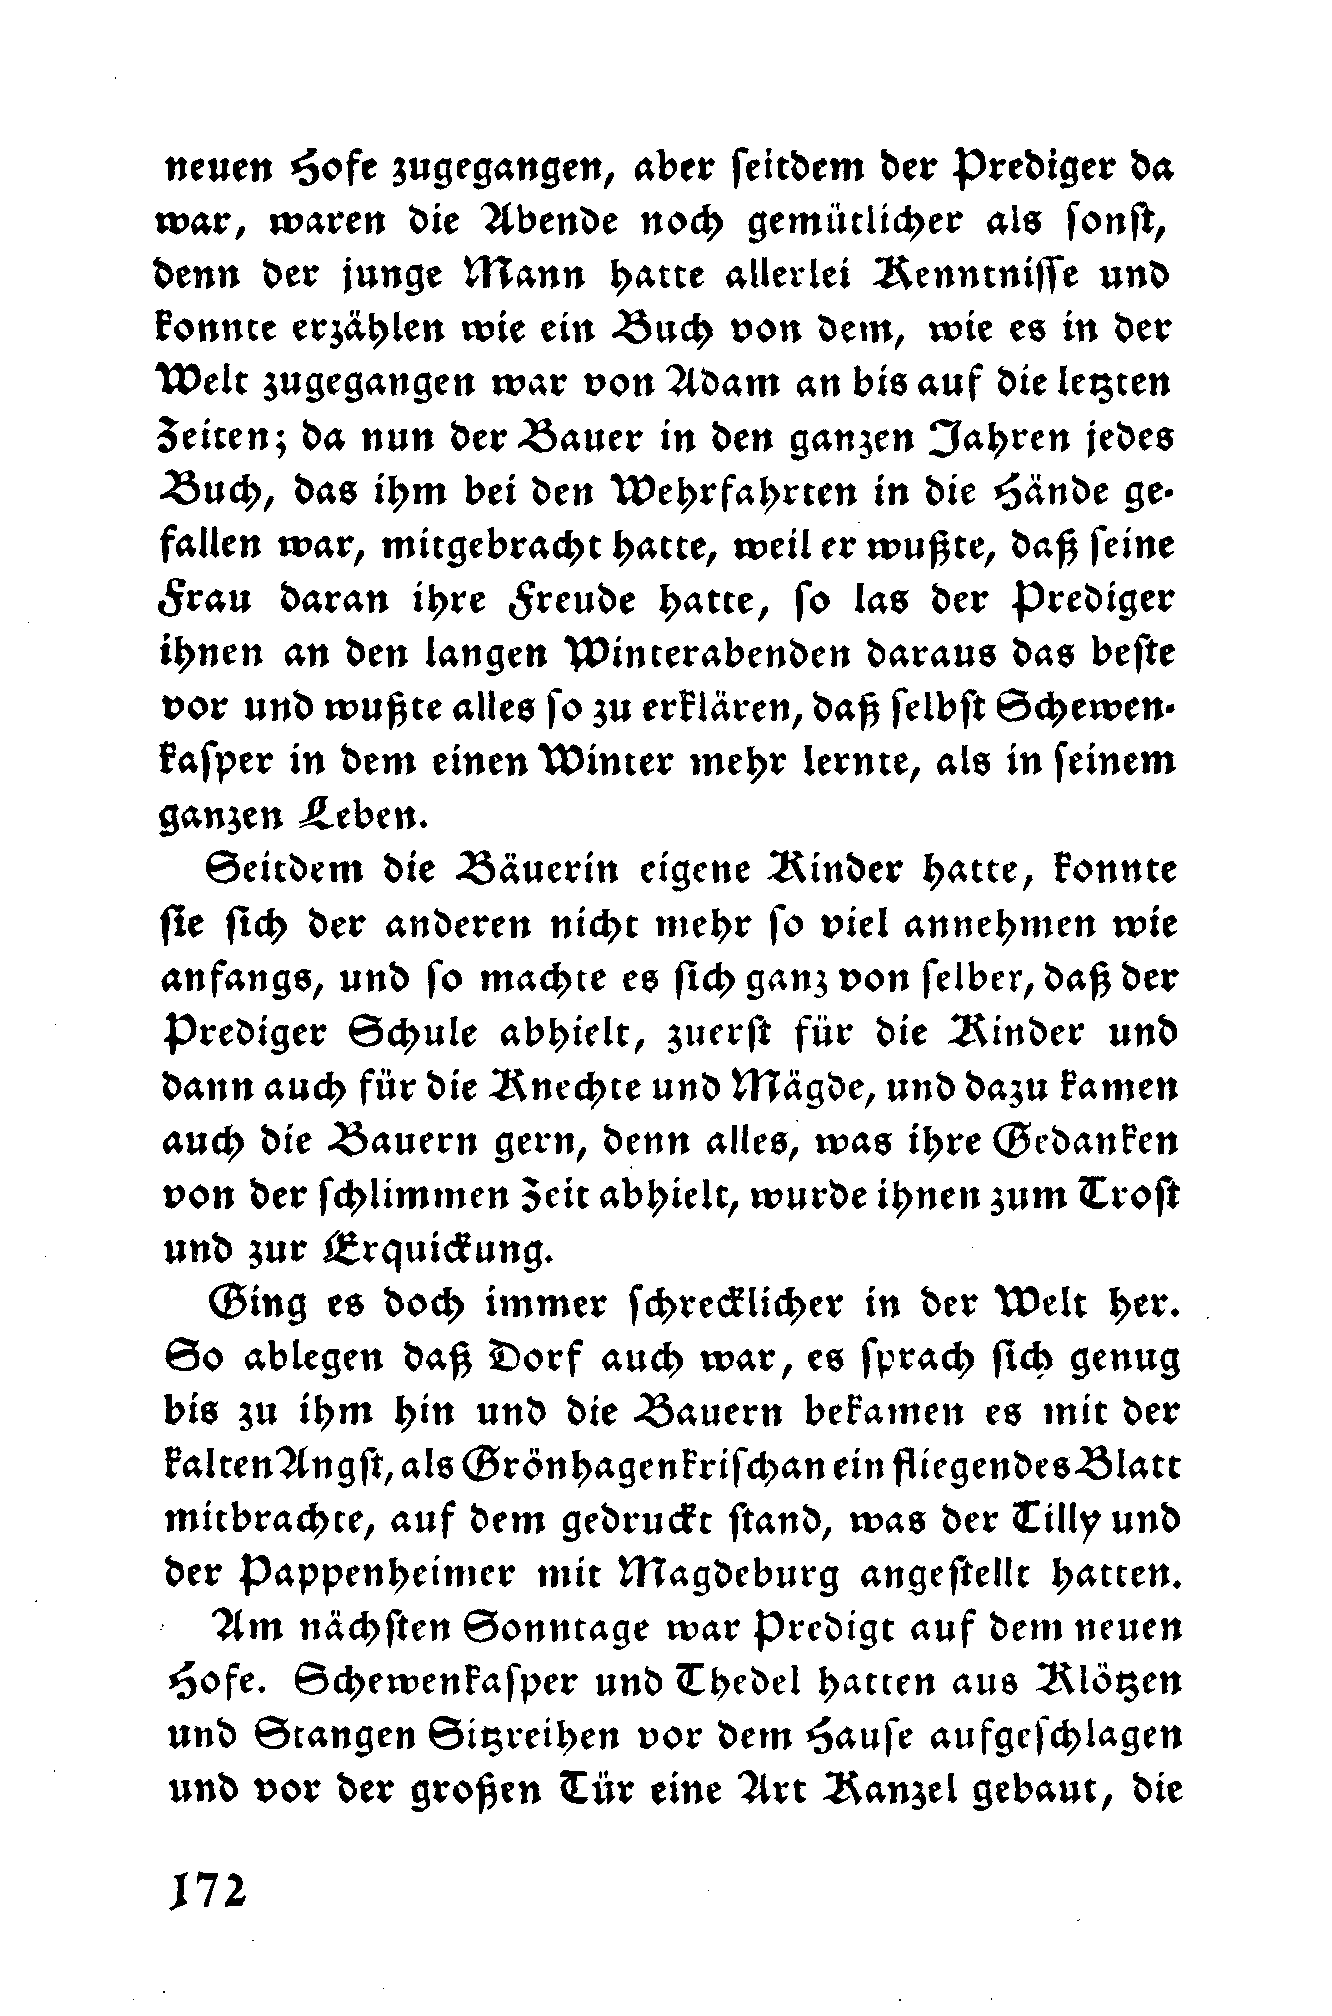 neuen Hofe zugegangen, aber seitdem der Prediger da
war, waren die Abende noch gemütlicher als sonst,
denn der junge Mann hatte allerlei Kenntnisse und
konnte erzählen wie ein Buch von dem, wie es in der
Welt zugegangen war von Adam an bis auf die letzten
Zeiten; da nun der Bauer in den ganzen Jahren jedes
Buch, das ihm bei den Wehrfahrten in die Hände ge-
fallen war, mitgebracht hatte, weil er wußte, daß seine
Frau daran ihre Freude hatte, so las der Prediger
ihnen an den langen Winterabenden daraus das beste
vor und wußte alles so zu erklären, daß selbst Schewen-
kasper in dem einen Winter mehr lernte, als in seinem
ganzen Leben.
Seitdem die Bäuerin eigene Kinder hatte, konnte
sie sich der anderen nicht mehr so viel annehmen wie
anfangs, und so machte es sich ganz von selber, daß der
Prediger Schule abhielt, zuerst für die Kinder und
dann auch für die Knechte und Mägde, und dazu kamen
auch die Bauern gern, denn alles, was ihre Gedanken
von der schlimmen Zeit abhielt, wurde ihnen zum Trost
und zur Erquickung.
Ging es doch immer schrecklicher in der Welt her.
So ablegen daß Dorf auch war, es sprach sich genug
bis zu ihm hin und die Bauern bekamen es mit der
kalten Angst, als Grönhagenkrischan ein fliegendes Blatt
mitbrachte, auf dem gedruckt stand, was der Tilly und
der Pappenheimer mit Magdeburg angestellt hatten.
Am nächsten Sonntage war Predigt auf dem neuen
Hofe. Schewenkasper und Thedel hatten aus Klötzen
und Stangen Sitzreihen vor dem Hause aufgeschlagen
und vor der großen Tür eine Art Kanzel gebaut, die
172